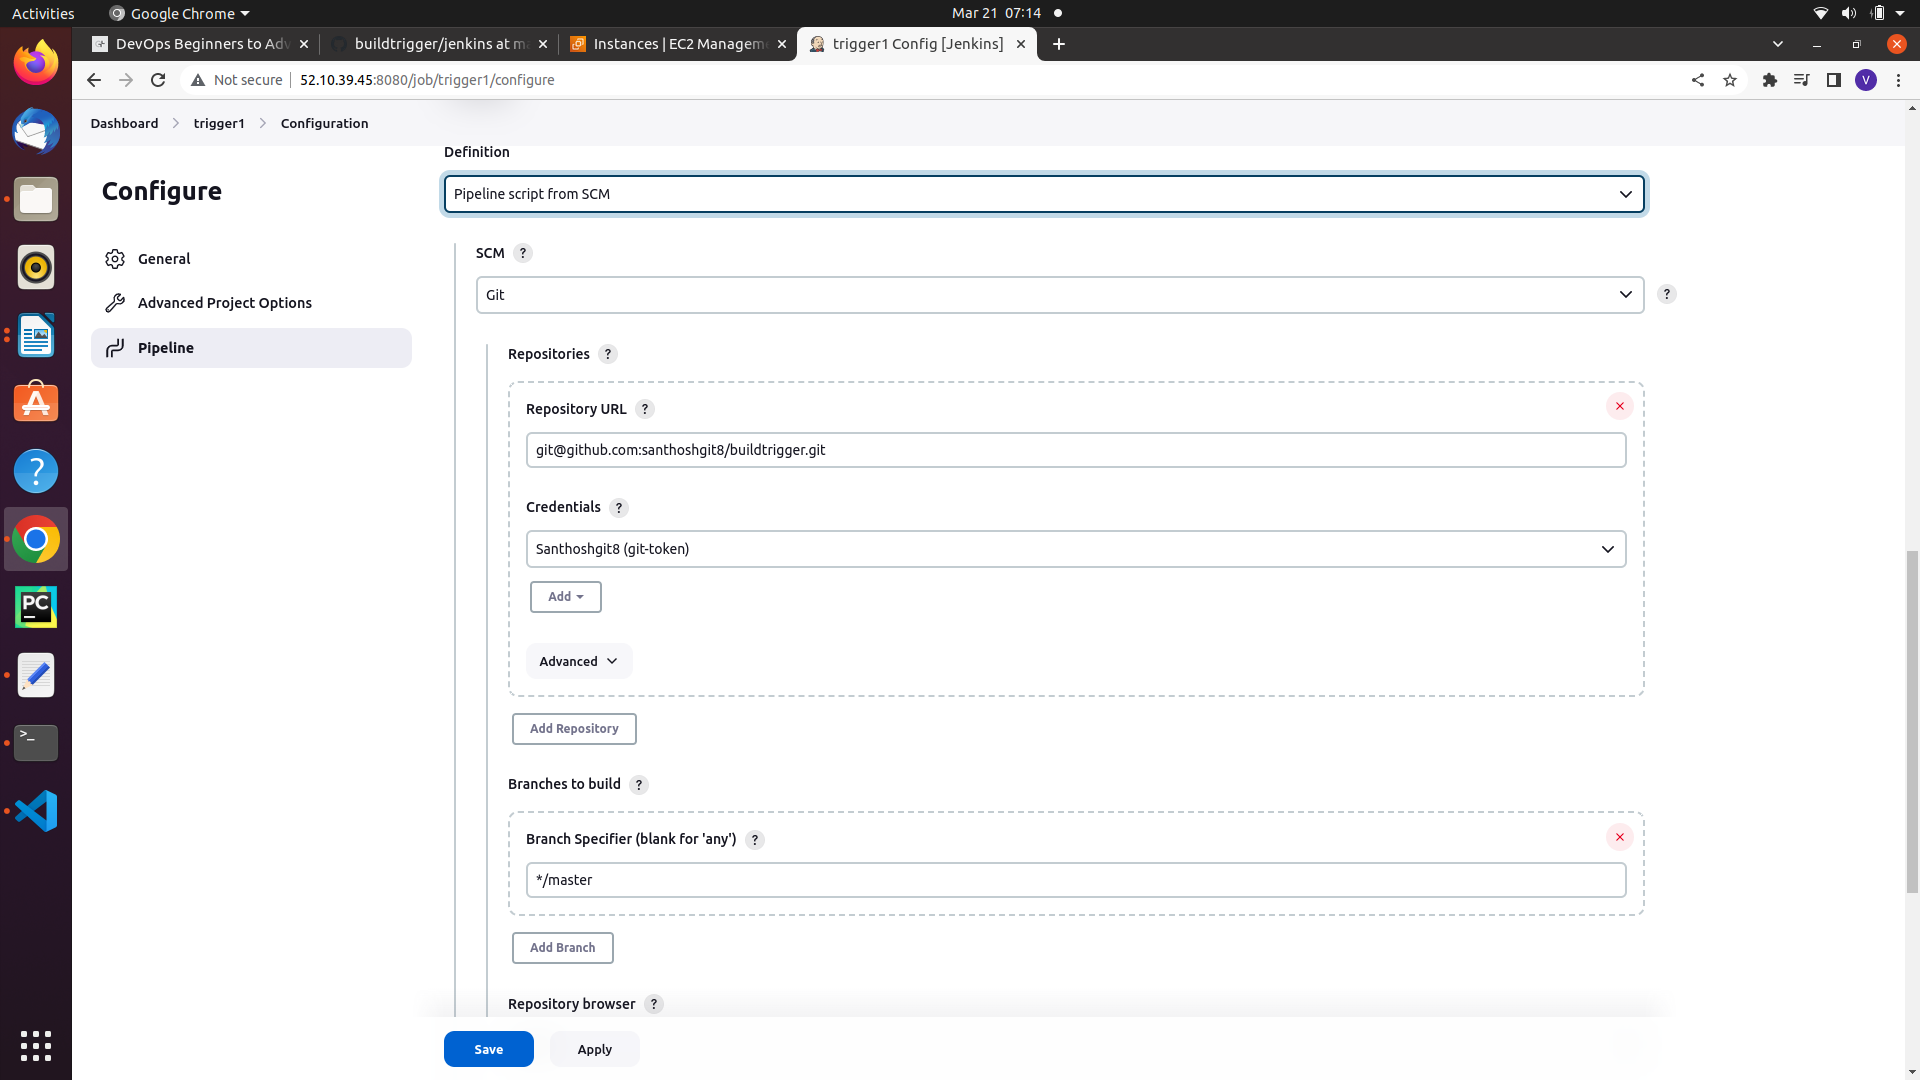 Activities
Google Chrome
Mar 21 07:14
DevOps Beginners to Adv
buildtrigger/jenkins at ma
Instances | EC2 Managem
trigger1 Config [Jenkins]
Not secure
52.10.39.45:8080/job/trigger1/configure
V
Dashboard
trigger1
Configuration
Configure
General
Advanced Project Options
Pipeline
Definition
Pipeline script from SCM
SCM ?
Git
?
Repositories ?
Repository URL ?
git@github.com:santhoshgit8/buildtrigger.git
Credentials ?
Santhoshgit8 (git-token)
Add
Advanced
Add Repository
Branches to build ?
Branch Specifier (blank for 'any') ?
*/master
Add Branch
Repository browser ?
Save
Apply
?
PC
>_